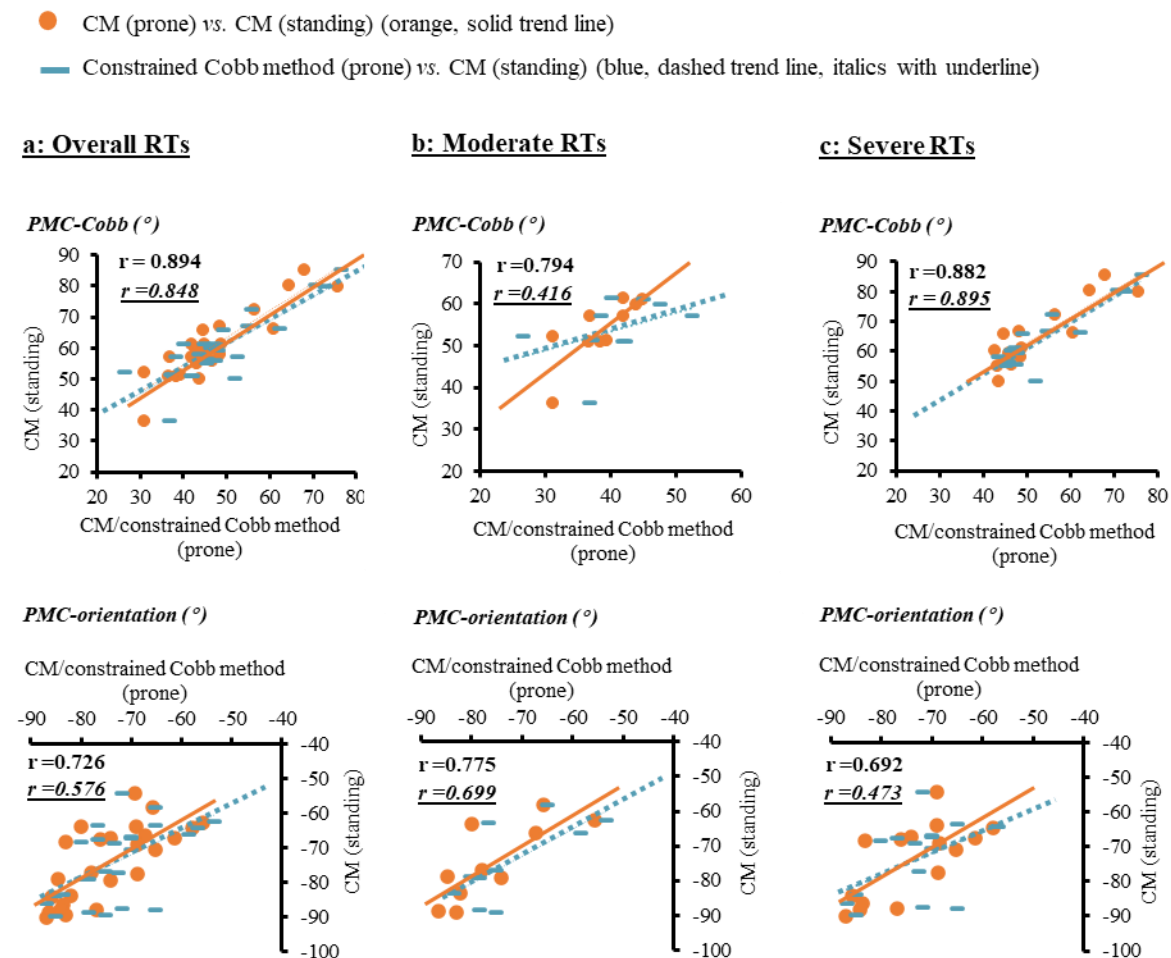 CM (prone) vs. CM (standing) (orange, solid trend line)
Constrained Cobb method (prone) vs. CM (standing) (blue, dashed trend line, italics with underline)
a: Overall RTs
b: Moderate RTs
c: Severe RTs
PMC-Cobb (°)
90
80
70
60
50
40
30
20
r = 0.894
r =0.848
CM (standing)
20 30 40 50 60 70 80
CM/constrained Cobb method
(prone)
PMC-Cobb (°)
70
60
50
40
30
20
r =0.794
r =0.416
CM (standing)
20 30 40 50 60
CM/constrained Cobb method
(prone)
PMC-Cobb (°)
90
80
70
60
50
40
30
20
r =0.882
r = 0.895
CM (standing)
20 30 40 50 60 70 80
CM/constrained Cobb method
(prone)
PMC-orientation (°)
CM/constrained Cobb method
(prone)
-90 -80 -70 -60 -50 -40
-40
-50
-60
-70
-80
-90
-100
r =0.726
r =0.576
CM (standing)
PMC-orientation (°)
CM/constrained Cobb method
(prone)
-90 -80 -70 -60 -50 -40
-40
-50
-60
-70
-80
-90
-100
r =0.775
r =0.699
CM (standing)
PMC-orientation (°)
CM/constrained Cobb method
(prone)
-90 -80 -70 -60 -50 -40
-40
-50
-60
-70
-80
-90
-100
r =0.692
r =0.473
CM (standing)